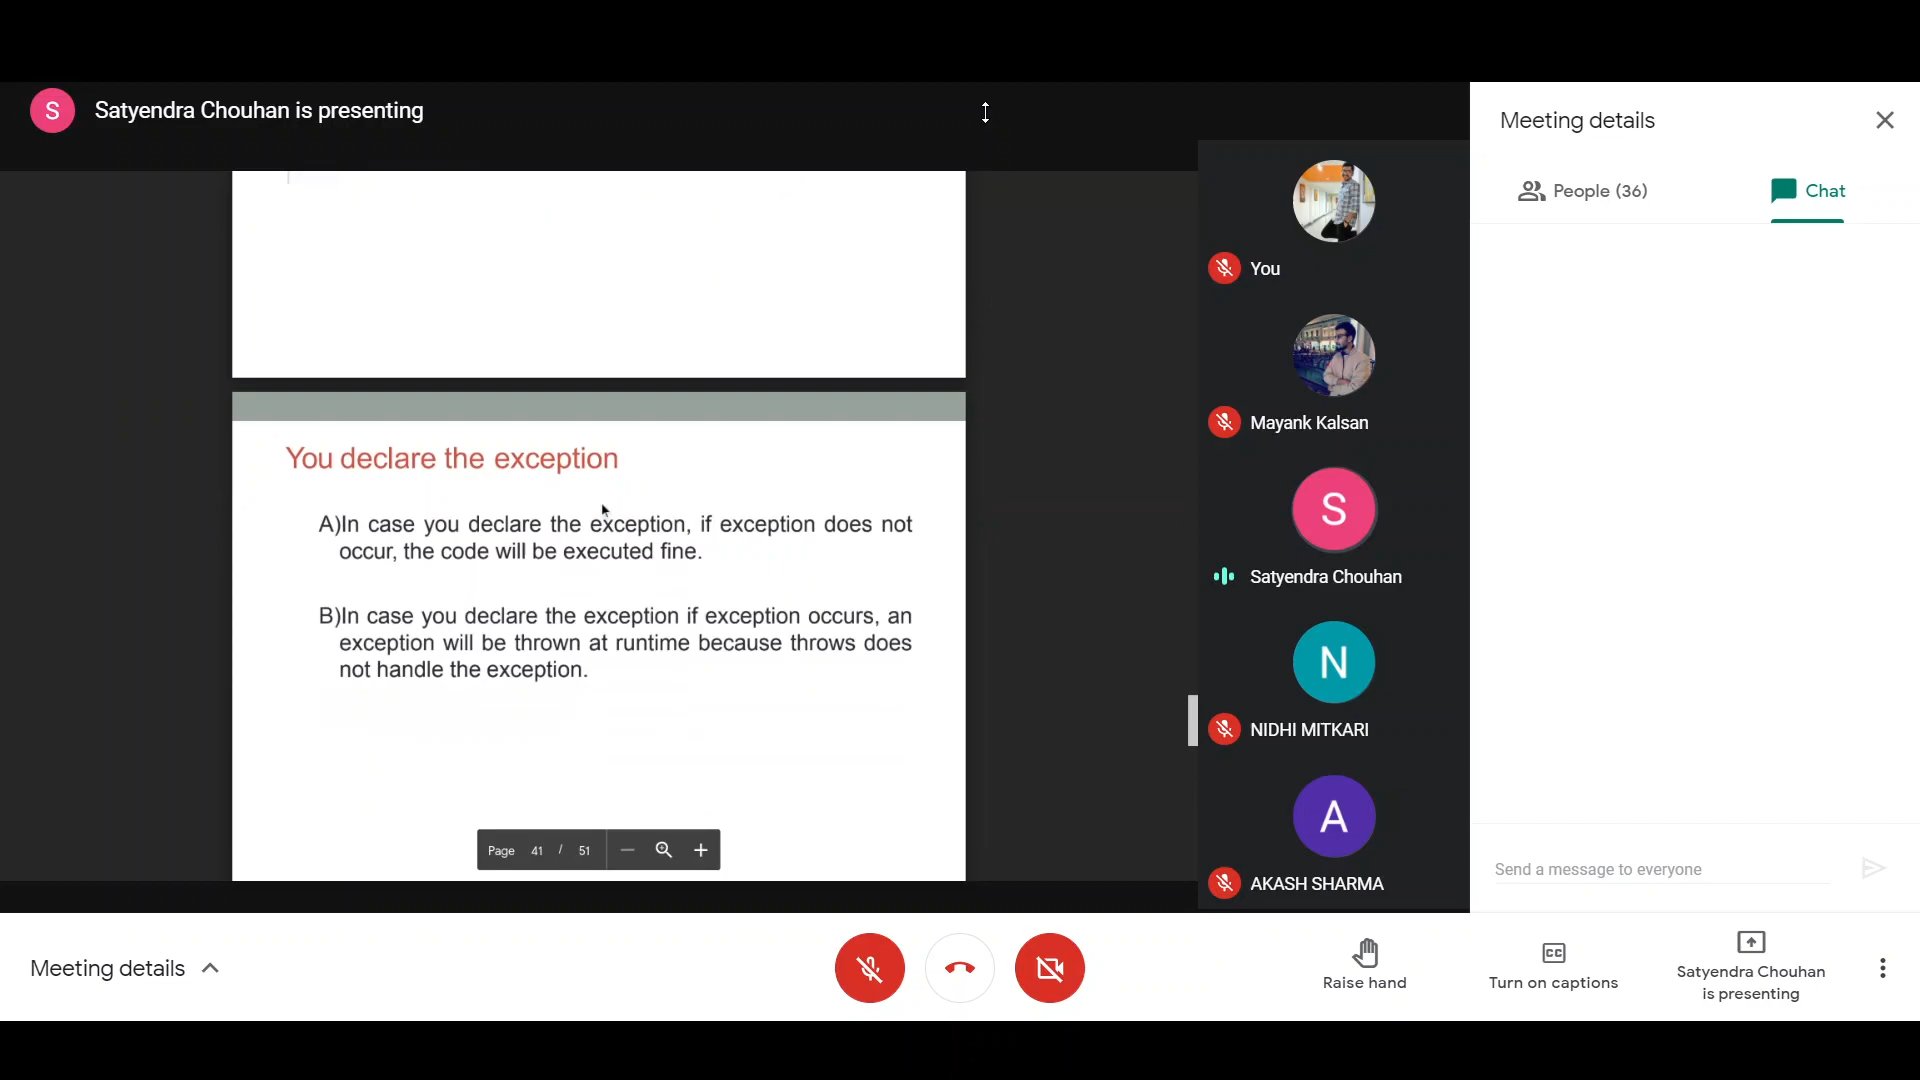 S Satyendra Chouhan is presenting
You declare the exception
A)In case you declare the exception, if exception does not
occur, the code will be executed fine.
B)In case you declare the exception if exception occurs, an
exception will be thrown at runtime because throws does
not handle the exception.
Page 41 / 51
You
Mayank Kalsan
S
Satyendra Chouhan
N
NIDHI MITKARI
A
AKASH SHARMA
Meeting details
People (36)
Chat
Send a message to everyone
Meeting details
Raise hand
CC
Turn on captions
Satyendra Chouhan
is presenting